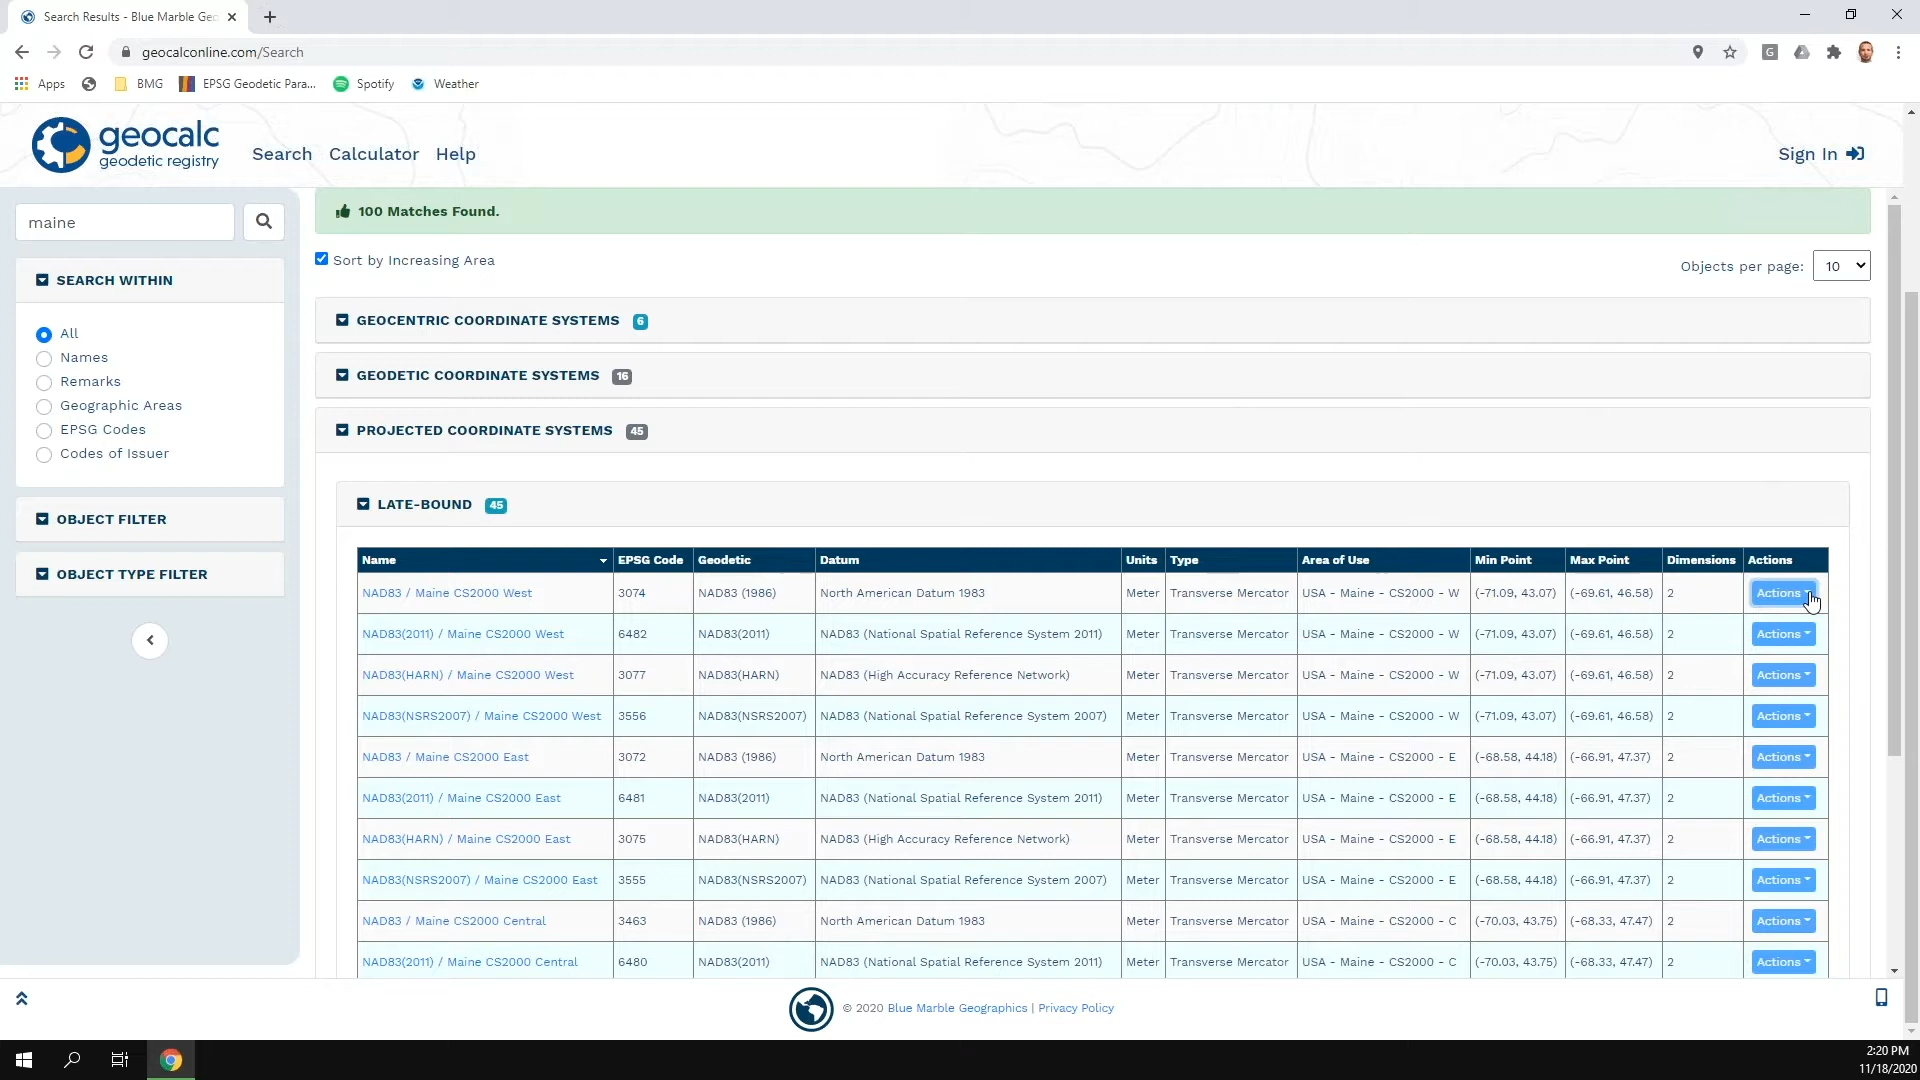 Search Results - Blue Marble Geo
geocalconline.com/Search
Apps BMG EPSG Geodetic Para... Spotify Weather
geocalc
geodetic registry
Search Calculator Help
Sign In
maine
SEARCH WITHIN
All
Names
Remarks
Geographic Areas
EPSG Codes
Codes of Issuer
OBJECT FILTER
OBJECT TYPE FILTER
100 Matches Found.
Sort by Increasing Area
Objects per page: 10
GEOCENTRIC COORDINATE SYSTEMS 6
GEODETIC COORDINATE SYSTEMS 16
PROJECTED COORDINATE SYSTEMS 45
LATE-BOUND 45
Name EPSG Code Geodetic Datum Units Type Area of Use Min Point Max Point Dimensions Actions
NAD83 / Maine CS2000 West 3074 NAD83 (1986) North American Datum 1983 Meter Transverse Mercator USA - Maine - CS2000 - W (-71.09, 43.07) (-69.61, 46.58) 2 Actions
NAD83(2011) / Maine CS2000 West 6482 NAD83(2011) NAD83 (National Spatial Reference System 2011) Meter Transverse Mercator USA - Maine - CS2000 - W (-71.09, 43.07) (-69.61, 46.58) 2 Actions
NAD83(HARN) / Maine CS2000 West 3077 NAD83(HARN) NAD83 (High Accuracy Reference Network) Meter Transverse Mercator USA - Maine - CS2000 - W (-71.09, 43.07) (-69.61, 46.58) 2 Actions
NAD83(NSRS2007) / Maine CS2000 West 3556 NAD83(NSRS2007) NAD83 (National Spatial Reference System 2007) Meter Transverse Mercator USA - Maine - CS2000 - W (-71.09, 43.07) (-69.61, 46.58) 2 Actions
NAD83 / Maine CS2000 East 3072 NAD83 (1986) North American Datum 1983 Meter Transverse Mercator USA - Maine - CS2000 - E (-68.58, 44.18) (-66.91, 47.37) 2 Actions
NAD83(2011) / Maine CS2000 East 6481 NAD83(2011) NAD83 (National Spatial Reference System 2011) Meter Transverse Mercator USA - Maine - CS2000 - E (-68.58, 44.18) (-66.91, 47.37) 2 Actions
NAD83(HARN) / Maine CS2000 East 3075 NAD83(HARN) NAD83 (High Accuracy Reference Network) Meter Transverse Mercator USA - Maine - CS2000 - E (-68.58, 44.18) (-66.91, 47.37) 2 Actions
NAD83(NSRS2007) / Maine CS2000 East 3555 NAD83(NSRS2007) NAD83 (National Spatial Reference System 2007) Meter Transverse Mercator USA - Maine - CS2000 - E (-68.58, 44.18) (-66.91, 47.37) 2 Actions
NAD83 / Maine CS2000 Central 3463 NAD83 (1986) North American Datum 1983 Meter Transverse Mercator USA - Maine - CS2000 - C (-70.03, 43.75) (-68.33, 47.47) 2 Actions
NAD83(2011) / Maine CS2000 Central 6480 NAD83(2011) NAD83 (National Spatial Reference System 2011) Meter Transverse Mercator USA - Maine - CS2000 - C (-70.03, 43.75) (-68.33, 47.47) 2 Actions
© 2020 Blue Marble Geographics | Privacy Policy
2:20 PM
11/18/2020